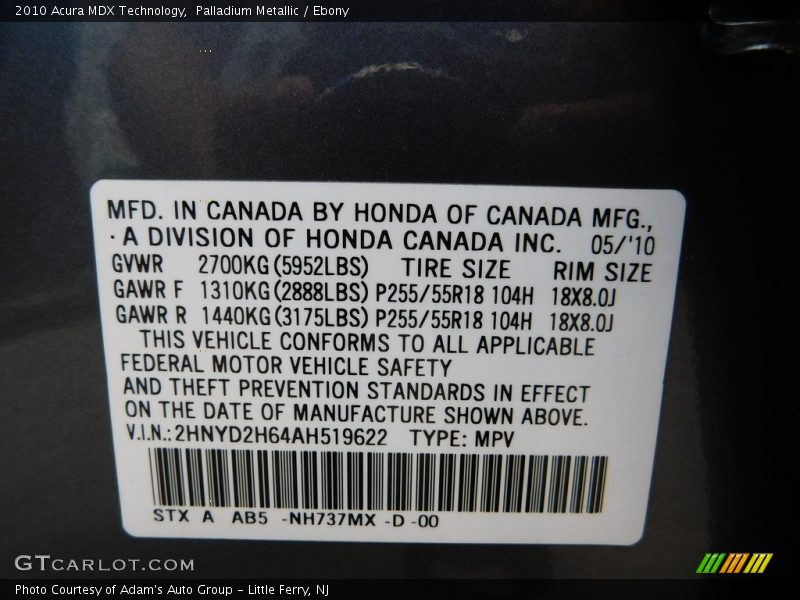 2010 Acura MDX Technology, Palladium Metallic / Ebony
MFD. IN CANADA BY HONDA OF CANADA MFG.,
A DIVISION OF HONDA CANADA INC. 05/'10
GVWR 2700KG(5952LBS) TIRE SIZE RIM SIZE
GAWR F 1310KG(2888LBS) P255/55R18 104H 18X8.0J
GAWR R 1440KG(3175LBS) P255/55R18 104H 18X8.0J
THIS VEHICLE CONFORMS TO ALL APPLICABLE
FEDERAL MOTOR VEHICLE SAFETY
AND THEFT PREVENTION STANDARDS IN EFFECT
ON THE DATE OF MANUFACTURE SHOWN ABOVE.
V.I.N.: 2HNYD2H64AH519622 TYPE: MPV
STX A AB5 -NH737MX -D -00
GTCARLOT.COM
Photo Courtesy of Adam's Auto Group - Little Ferry, NJ